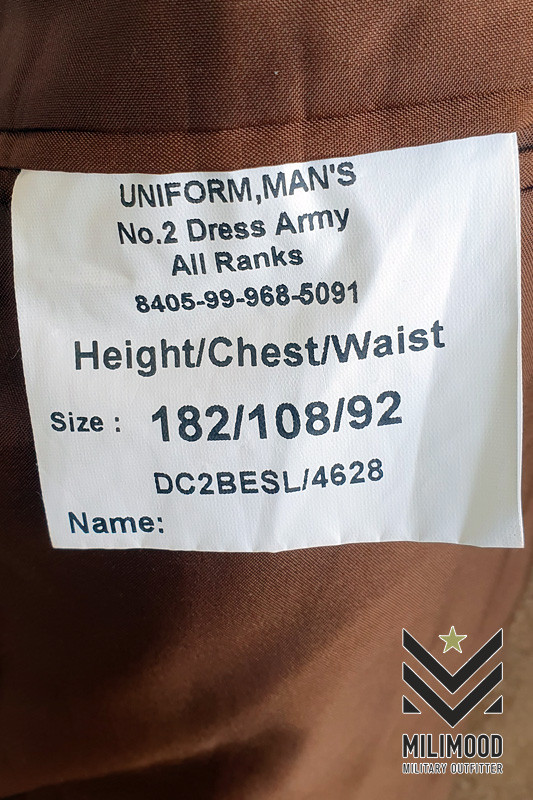 UNIFORM,MAN'S
No.2 Dress Army
All Ranks
8405-99-968-5091
Height/Chest/Waist
Size : 182/108/92
DC2BESL/4628
Name:
MILIMOOD
MILITARY OUTFITTER